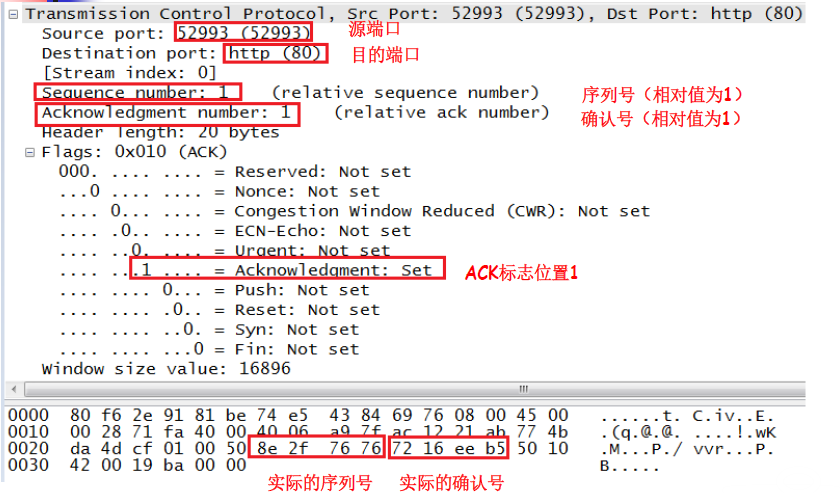 Transmission Control Protocol, Src Port: 52993 (52993), Dst Port: http (80)
Source port: 52993 (52993) 源端口
Destination port: http (80) 目的端口
[Stream index: 0]
Sequence number: 1 (relative sequence number) 序列号（相对值为1）
Acknowledgment number: 1 (relative ack number) 确认号（相对值为1）
Header length: 20 bytes
Flags: 0x010 (ACK)
000. .... .... = Reserved: Not set
...0 .... .... = Nonce: Not set
.... 0... .... = Congestion Window Reduced (CWR): Not set
.... .0.. .... = ECN-Echo: Not set
.... ..0. .... = Urgent: Not set
.... ...1 .... = Acknowledgment: Set ACK标志位置1
.... .... 0... = Push: Not set
.... .... .0.. = Reset: Not set
.... .... ..0. = Syn: Not set
.... .... ...0 = Fin: Not set
Window size value: 16896
0000 80 f6 2e 91 81 be 74 e5 43 84 69 76 08 00 45 00 ......t. C.iv..E.
0010 00 28 71 fa 40 00 40 06 a9 7f ac 12 21 ab 77 4b .(q.@.@. ....!.wK
0020 da 4d cf 01 00 50 8e 2f 76 76 72 16 ee b5 50 10 .M...P./ vvr...P.
0030 42 00 19 ba 00 00 B.....
实际的序列号 实际的确认号